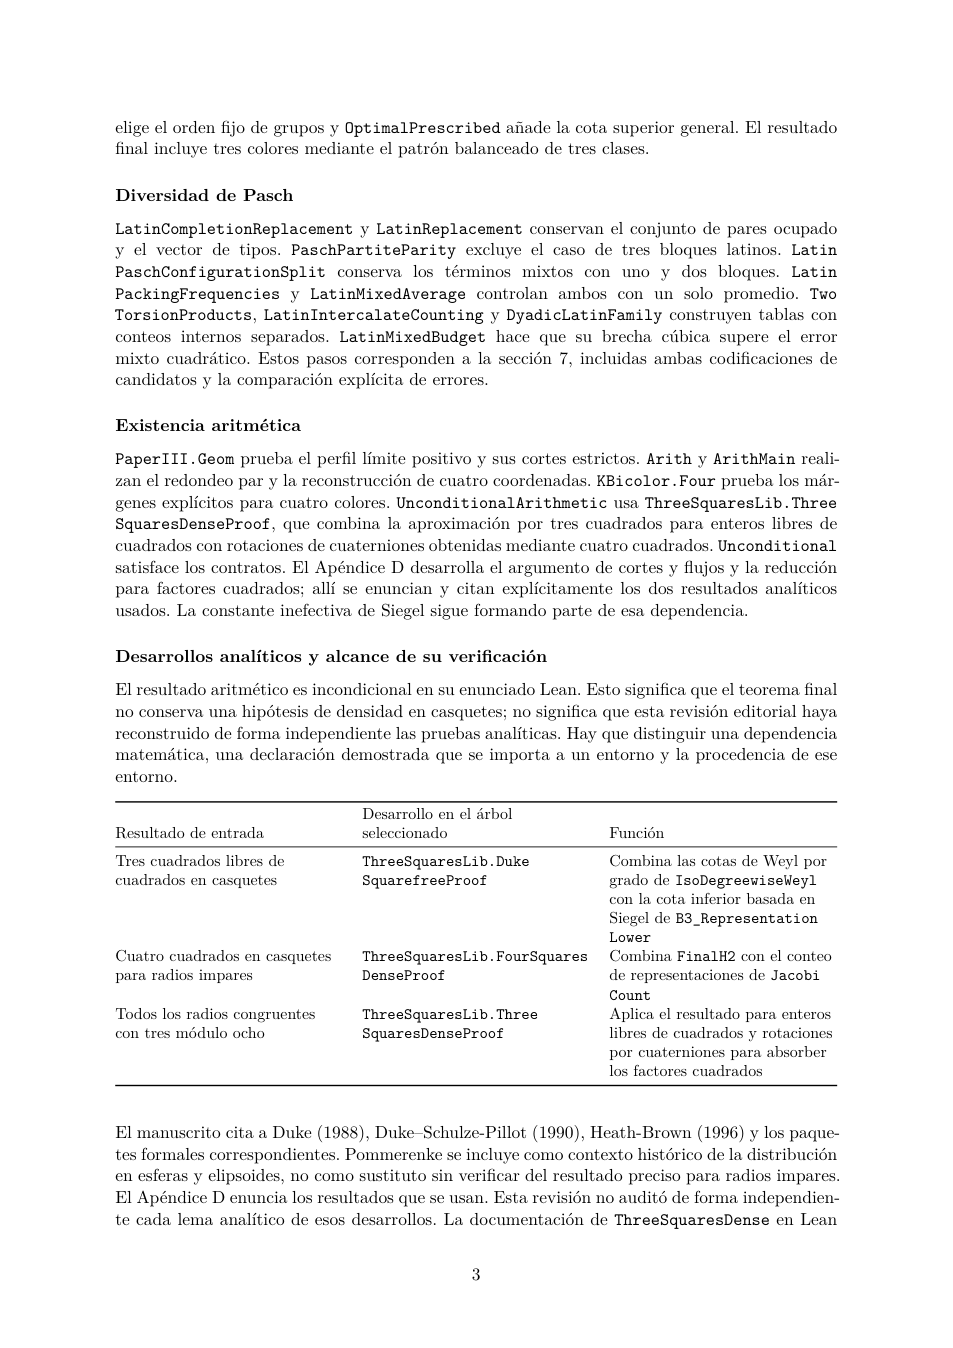 elige el orden fijo de grupos y OptimalPrescribed añade la cota superior general. El resultado
final incluye tres colores mediante el patrón balanceado de tres clases.
Diversidad de Pasch
LatinCompletionReplacement y LatinReplacement conservan el conjunto de pares ocupado
y el vector de tipos. PaschPartiteParity excluye el caso de tres bloques latinos. Latin
PaschConfigurationSplit conserva los términos mixtos con uno y dos bloques. Latin
PackingFrequencies y LatinMixedAverage controlan ambos con un solo promedio. Two
TorsionProducts, LatinIntercalateCounting y DyadicLatinFamily construyen tablas con
conteos internos separados. LatinMixedBudget hace que su brecha cúbica supere el error
mixto cuadrático. Estos pasos corresponden a la sección 7, incluidas ambas codificaciones de
candidatos y la comparación explícita de errores.
Existencia aritmética
PaperIII.Geom prueba el perfil límite positivo y sus cortes estrictos. Arith y ArithMain reali-
zan el redondeo par y la reconstrucción de cuatro coordenadas. KBicolor.Four prueba los már-
genes explícitos para cuatro colores. UnconditionalArithmetic usa ThreeSquaresLib.Three
SquaresDenseProof, que combina la aproximación por tres cuadrados para enteros libres de
cuadrados con rotaciones de cuaterniones obtenidas mediante cuatro cuadrados. Unconditional
satisface los contratos. El Apéndice D desarrolla el argumento de cortes y flujos y la reducción
para factores cuadrados; allí se enuncian y citan explícitamente los dos resultados analíticos
usados. La constante inefectiva de Siegel sigue formando parte de esa dependencia.
Desarrollos analíticos y alcance de su verificación
El resultado aritmético es incondicional en su enunciado Lean. Esto significa que el teorema final
no conserva una hipótesis de densidad en casquetes; no significa que esta revisión editorial haya
reconstruido de forma independiente las pruebas analíticas. Hay que distinguir una dependencia
matemática, una declaración demostrada que se importa a un entorno y la procedencia de ese
entorno.
Desarrollo en el árbol
Resultado de entrada seleccionado Función
Tres cuadrados libres de ThreeSquaresLib.Duke Combina las cotas de Weyl por
cuadrados en casquetes SquarefreeProof grado de IsoDegreewiseWeyl
con la cota inferior basada en
Siegel de B3_Representation
Lower
Cuatro cuadrados en casquetes ThreeSquaresLib.FourSquares Combina FinalH2 con el conteo
para radios impares DenseProof de representaciones de Jacobi
Count
Todos los radios congruentes ThreeSquaresLib.Three Aplica el resultado para enteros
con tres módulo ocho SquaresDenseProof libres de cuadrados y rotaciones
por cuaterniones para absorber
los factores cuadrados
El manuscrito cita a Duke (1988), Duke–Schulze-Pillot (1990), Heath-Brown (1996) y los paque-
tes formales correspondientes. Pommerenke se incluye como contexto histórico de la distribución
en esferas y elipsoides, no como sustituto sin verificar del resultado preciso para radios impares.
El Apéndice D enuncia los resultados que se usan. Esta revisión no auditó de forma independien-
te cada lema analítico de esos desarrollos. La documentación de ThreeSquaresDense en Lean
3